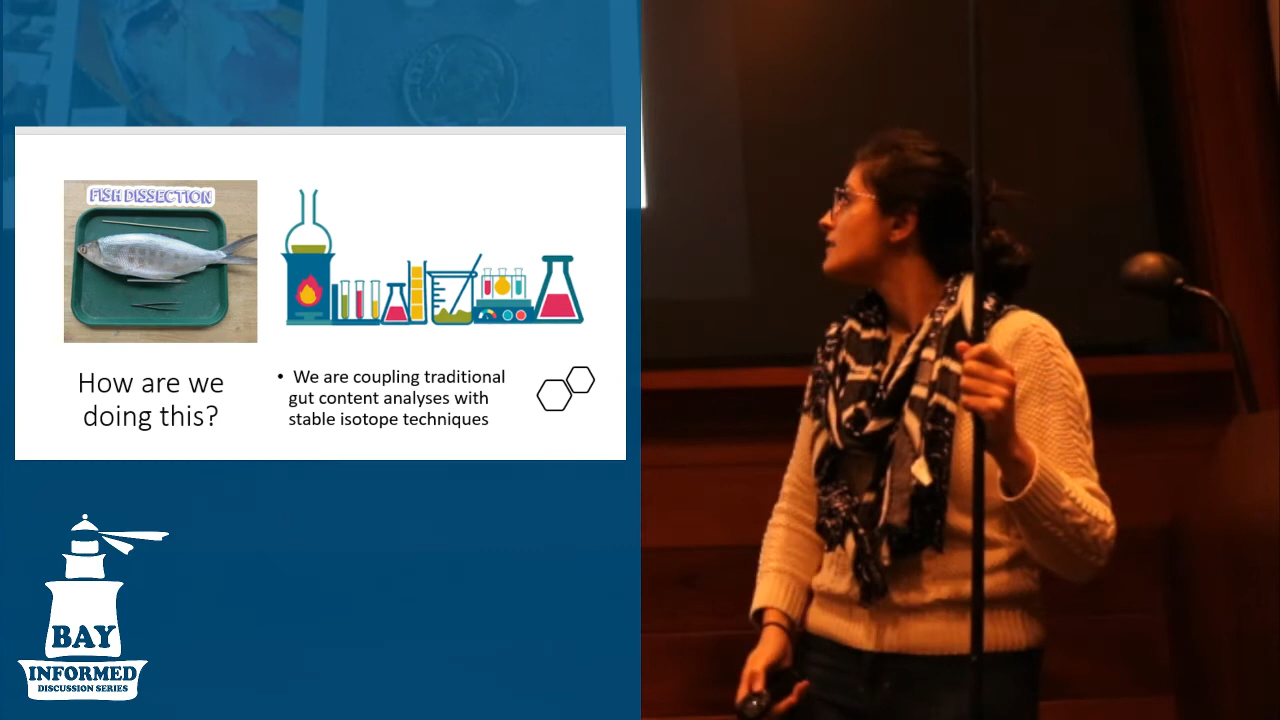 FISH DISSECTION
How are we
doing this?
• We are coupling traditional
gut content analyses with
stable isotope techniques
BAY
INFORMED
DISCUSSION SERIES